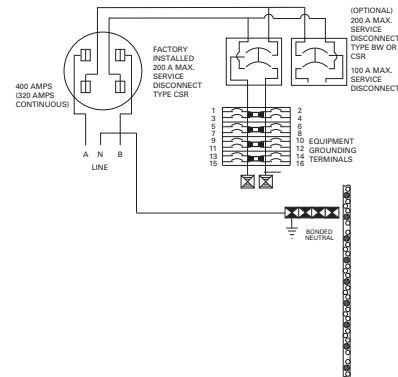 (OPTIONAL)
200 A MAX.
SERVICE
DISCONNECT
TYPE BW OR
CSR
100 A MAX.
SERVICE
DISCONNECT
FACTORY
INSTALLED
200 A MAX.
SERVICE
DISCONNECT
TYPE CSR
400 AMPS
(320 AMPS
CONTINUOUS)
A N B
LINE
1 2
3 4
5 6
7 8
9 10
11 12
13 14
15 16
EQUIPMENT
GROUNDING
TERMINALS
BONDED
NEUTRAL